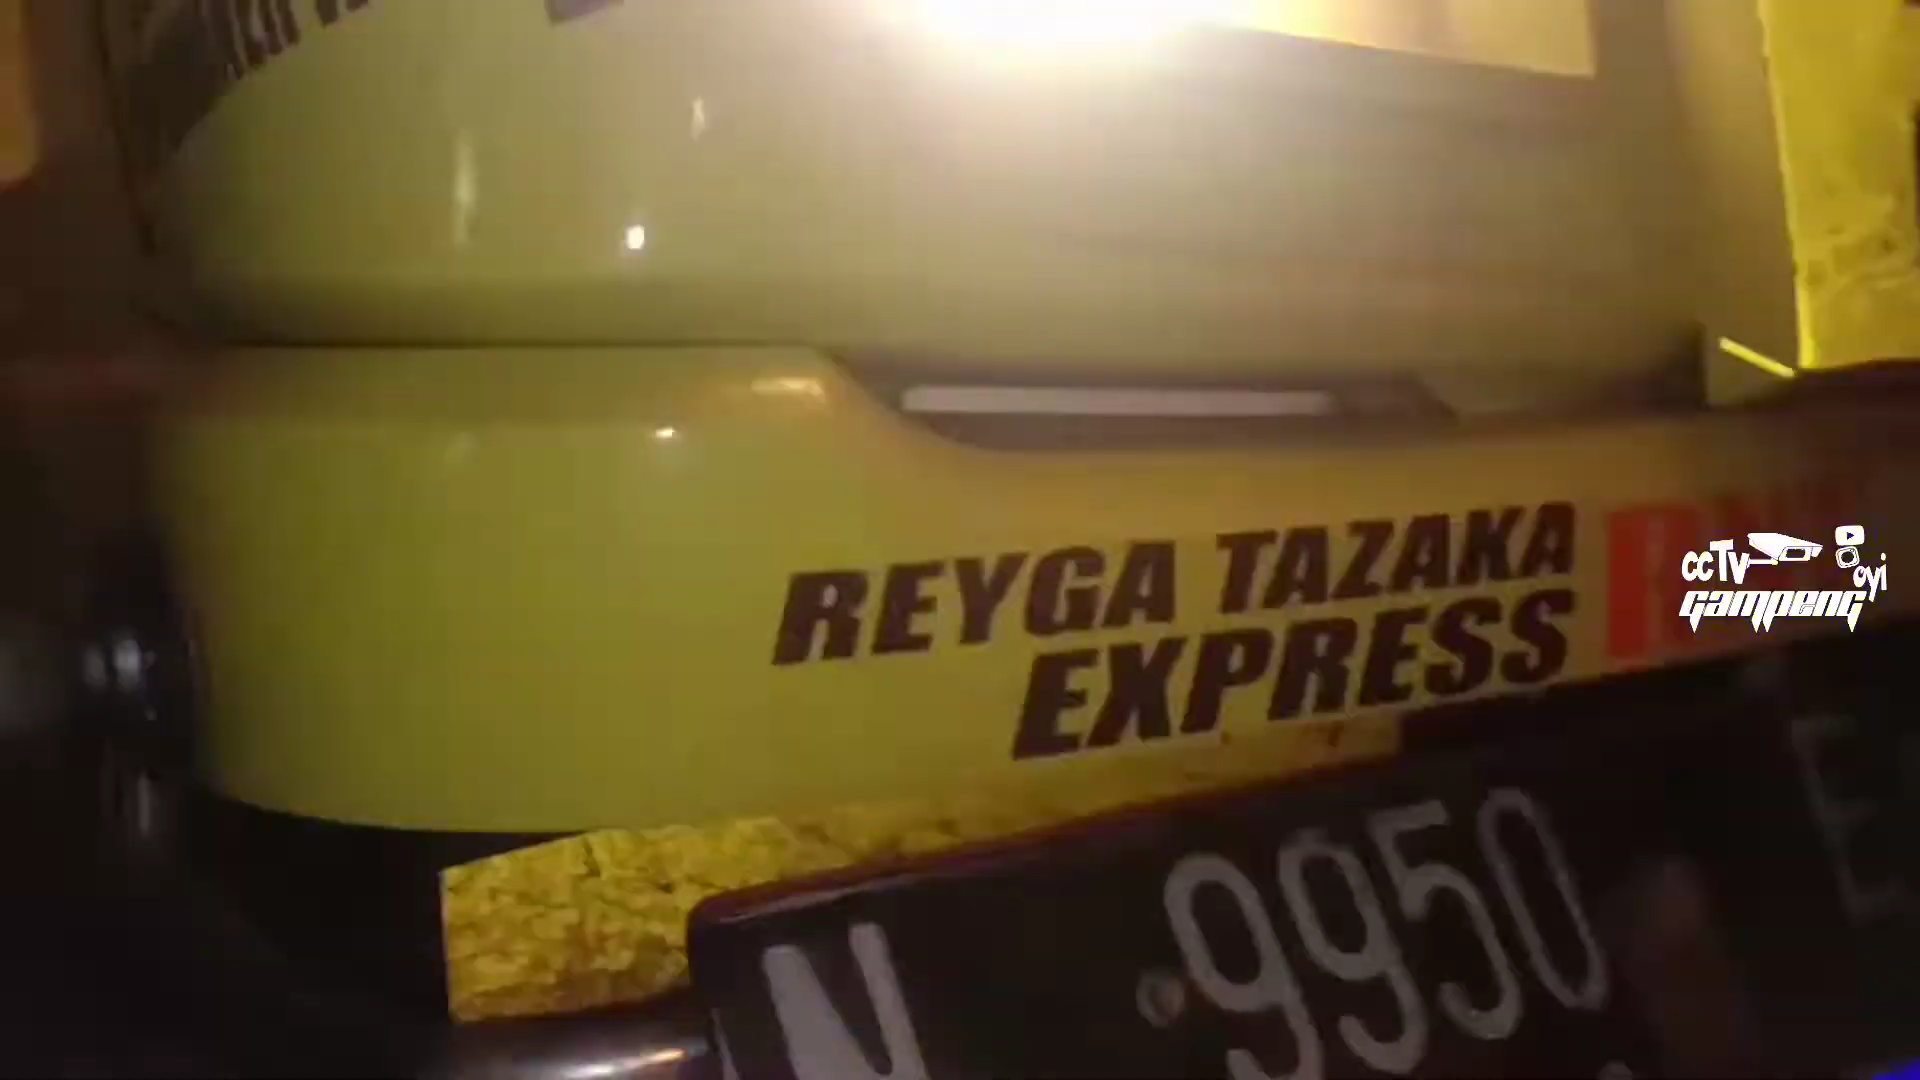 REYGA TAZAKA
EXPRESS
ccTv
oyi
Gampeng
N 9950